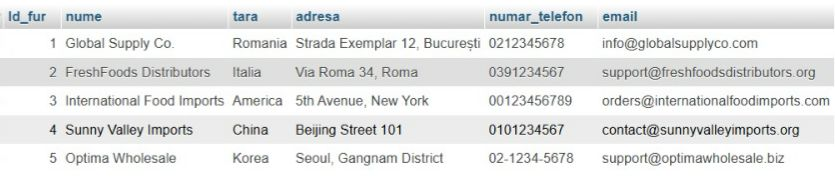 Id_fur nume tara adresa numar_telefon email
1 Global Supply Co. Romania Strada Exemplar 12, București 0212345678 info@globalsupplyco.com
2 FreshFoods Distributors Italia Via Roma 34, Roma 0391234567 support@freshfoodsdistributors.org
3 International Food Imports America 5th Avenue, New York 00123456789 orders@internationalfoodimports.com
4 Sunny Valley Imports China Beijing Street 101 0101234567 contact@sunnyvalleyimports.org
5 Optima Wholesale Korea Seoul, Gangnam District 02-1234-5678 support@optimawholesale.biz